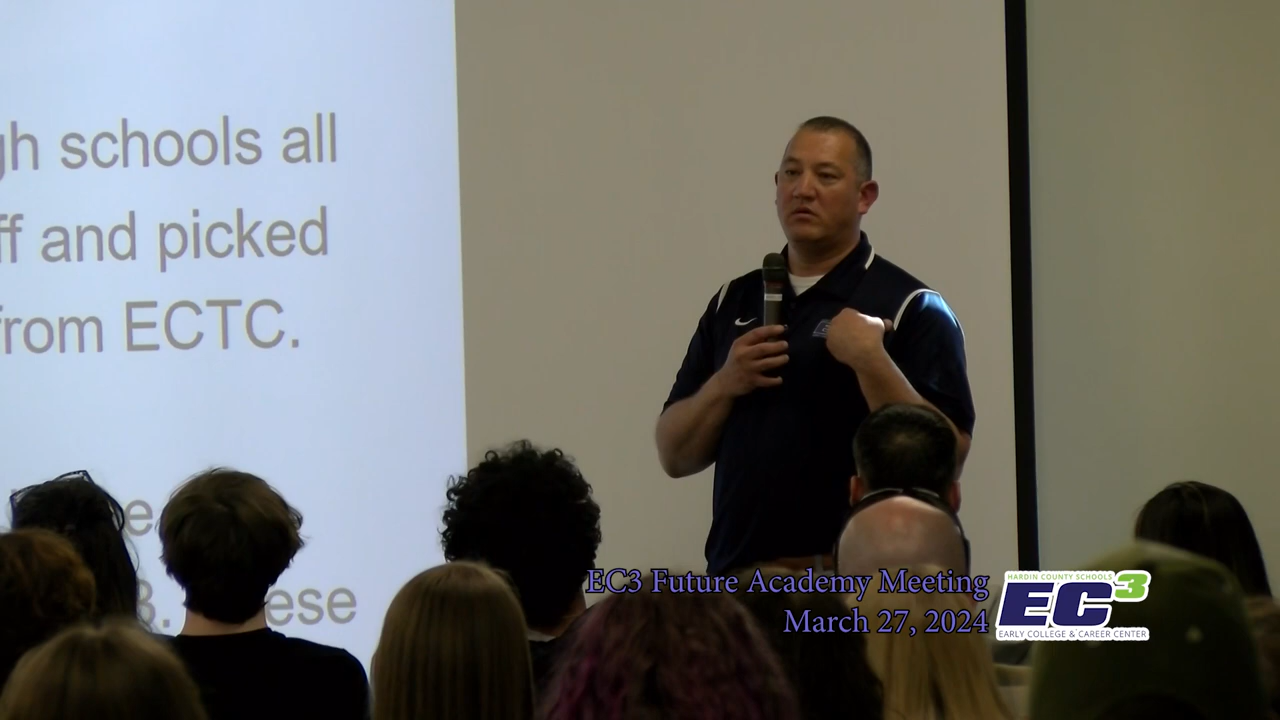 gh schools all
ff and picked
from ECTC.
ese
EC3 Future Academy Meeting
March 27, 2024
HARDIN COUNTY SCHOOLS
EC3
EARLY COLLEGE & CAREER CENTER